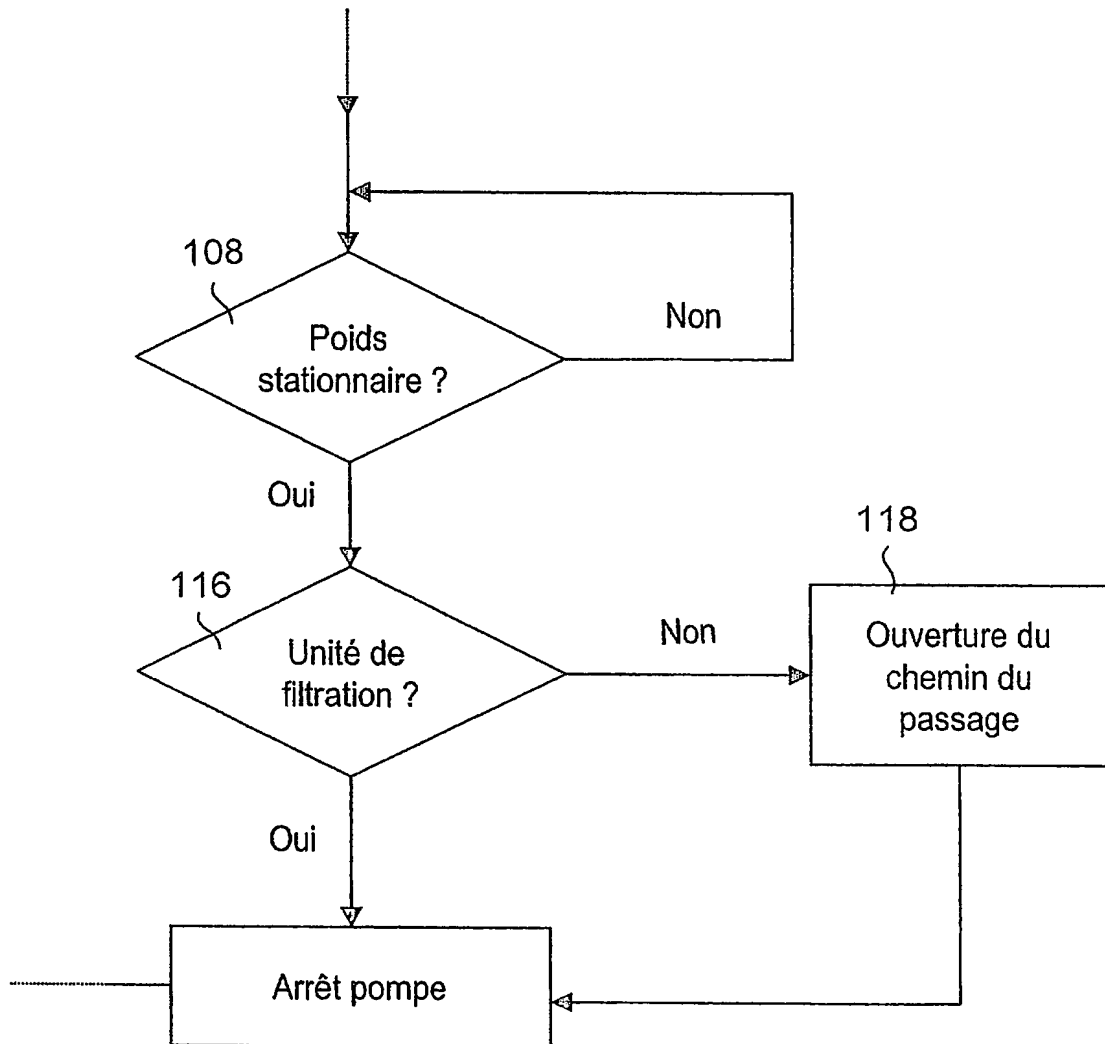 108
Non
Poids
stationnaire ?
Oui
118
116
Non
Unité de
filtration ?
Ouverture du
chemin du
passage
Oui
Arrêt pompe